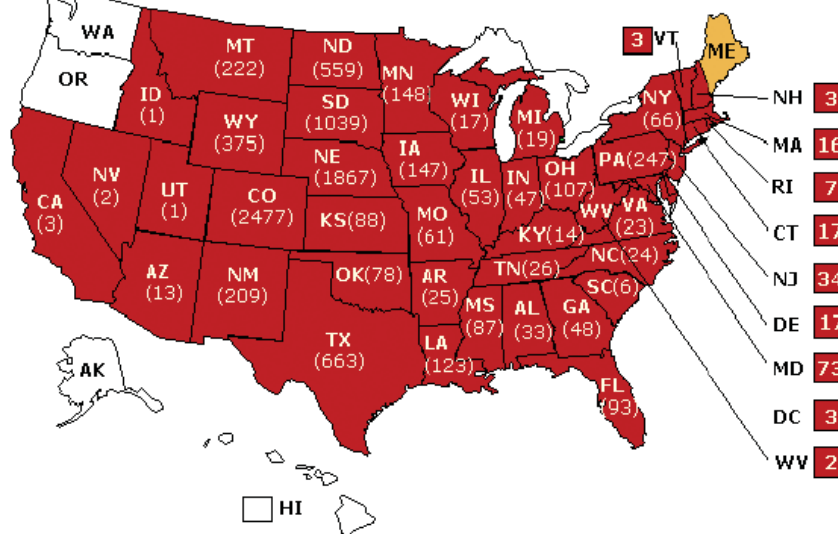 WA
OR
MT
(222)
ND
(559)
MN
(148)
ID
(1)
SD
(1039)
WI
(17)
MI
(19)
3 VT
ME
NY
(66)
NH 3
MA 16
RI 7
CT 17
NJ 34
DE 17
MD 73
DC 3
WV 2
WY
(375)
NE
(1867)
IA
(147)
PA(247)
NV
(2)
UT
(1)
CO
(2477)
IL
(53)
IN
(47)
OH
(107)
WV
VA
(23)
CA
(3)
KS(88)
MO
(61)
KY(14)
NC(24)
AZ
(13)
NM
(209)
OK(78)
AR
(25)
TN(26)
SC(6)
MS
(87)
AL
(33)
GA
(48)
TX
(663)
LA
(123)
FL
(93)
AK
HI